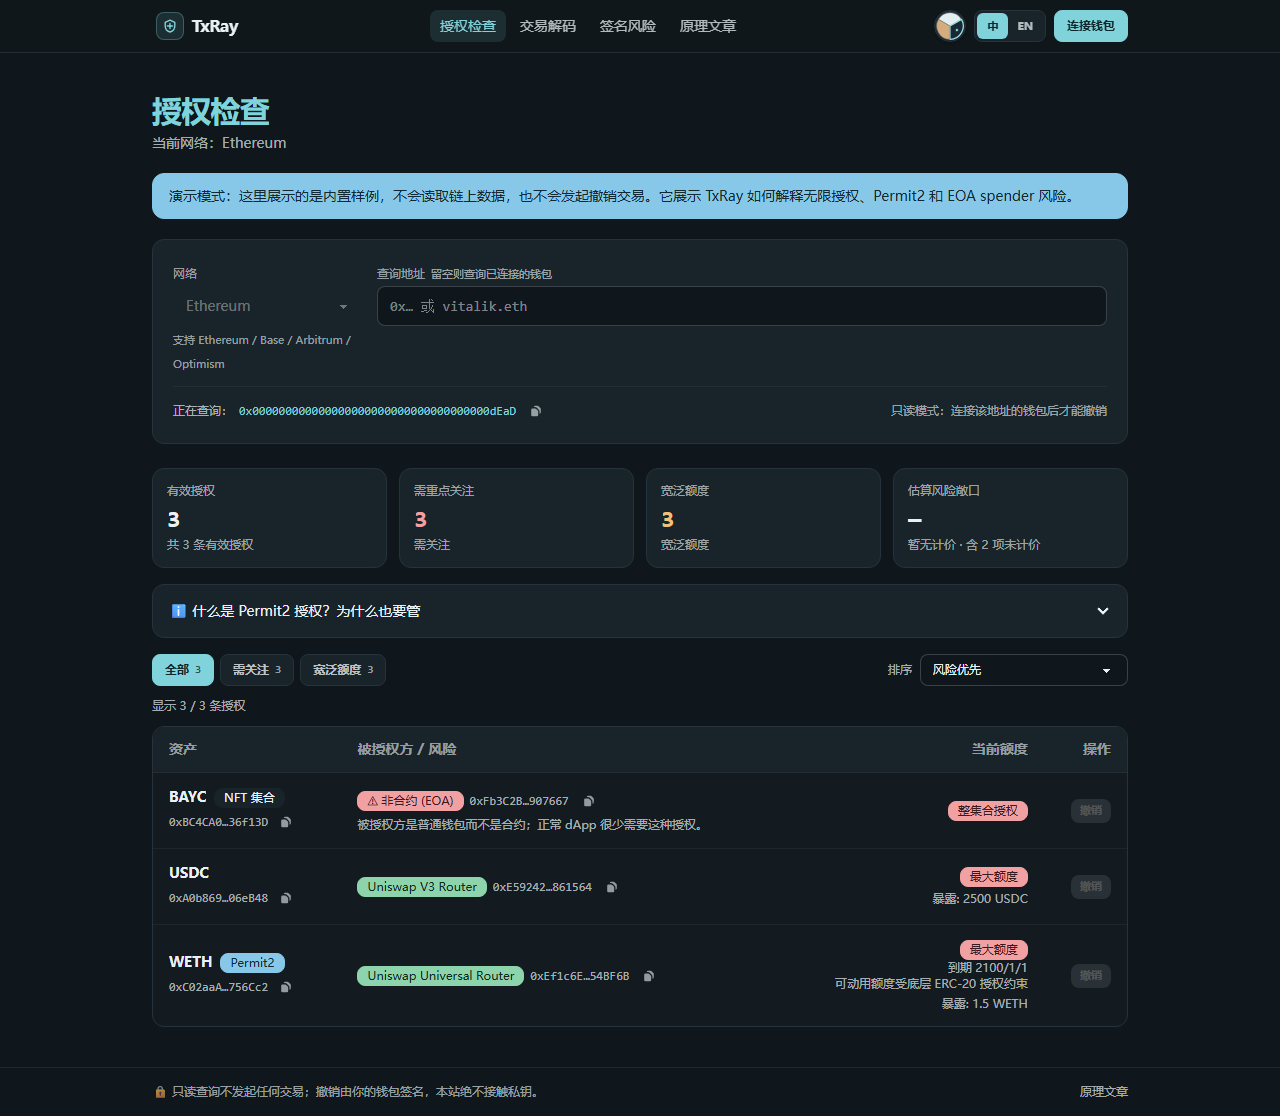 TxRay
授权检查
交易解码
签名风险
原理文章
中
EN
连接钱包
授权检查
当前网络：Ethereum
演示模式：这里展示的是内置样例，不会读取链上数据，也不会发起撤销交易。它展示 TxRay 如何解释无限授权、Permit2 和 EOA spender 风险。
网络
查询地址 留空则查询已连接的钱包
Ethereum
0x… 或 vitalik.eth
支持 Ethereum / Base / Arbitrum /
Optimism
正在查询： 0x000000000000000000000000000000000000dEaD
只读模式：连接该地址的钱包后才能撤销
有效授权
3
共 3 条有效授权
需重点关注
3
需关注
宽泛额度
3
宽泛额度
估算风险敞口
—
暂无计价 · 含 2 项未计价
什么是 Permit2 授权？为什么也要管
全部 3
需关注 3
宽泛额度 3
排序
风险优先
显示 3 / 3 条授权
资产
被授权方 / 风险
当前额度
操作
BAYC NFT 集合
0xBC4CA0…36f13D
⚠ 非合约 (EOA) 0xFb3C2B…907667
被授权方是普通钱包而不是合约；正常 dApp 很少需要这种授权。
整集合授权
撤销
USDC
0xA0b869…06eB48
Uniswap V3 Router 0xE59242…861564
最大额度
暴露: 2500 USDC
撤销
WETH Permit2
0xC02aaA…756Cc2
Uniswap Universal Router 0xEf1c6E…54BF6B
最大额度
到期 2100/1/1
可动用额度受底层 ERC-20 授权约束
暴露: 1.5 WETH
撤销
只读查询不发起任何交易；撤销由你的钱包签名，本站绝不接触私钥。
原理文章